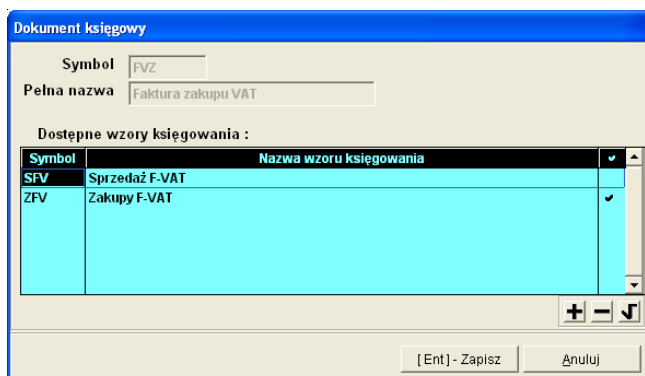 Dokument księgowy
Symbol FVZ
Pełna nazwa Faktura zakupu VAT
Dostępne wzory księgowania :
Symbol Nazwa wzoru księgowania ✓
SFV Sprzedaż F-VAT
ZFV Zakupy F-VAT ✓
+ − √
[ Ent] - Zapisz Anuluj